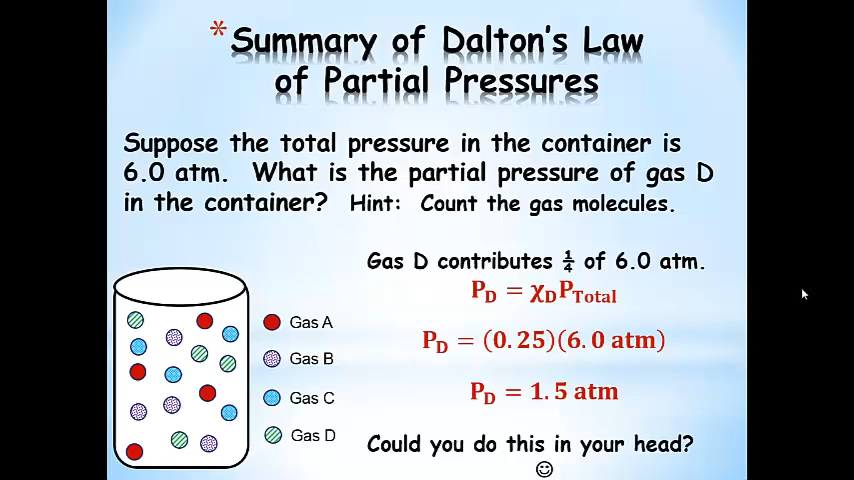 * Summary of Dalton's Law
of Partial Pressures
Suppose the total pressure in the container is
6.0 atm. What is the partial pressure of gas D
in the container? Hint: Count the gas molecules.
Gas D contributes ¼ of 6.0 atm.
P_D = χ_D P_Total
P_D = (0.25)(6.0 atm)
P_D = 1.5 atm
Could you do this in your head?
☺
Gas A
Gas B
Gas C
Gas D